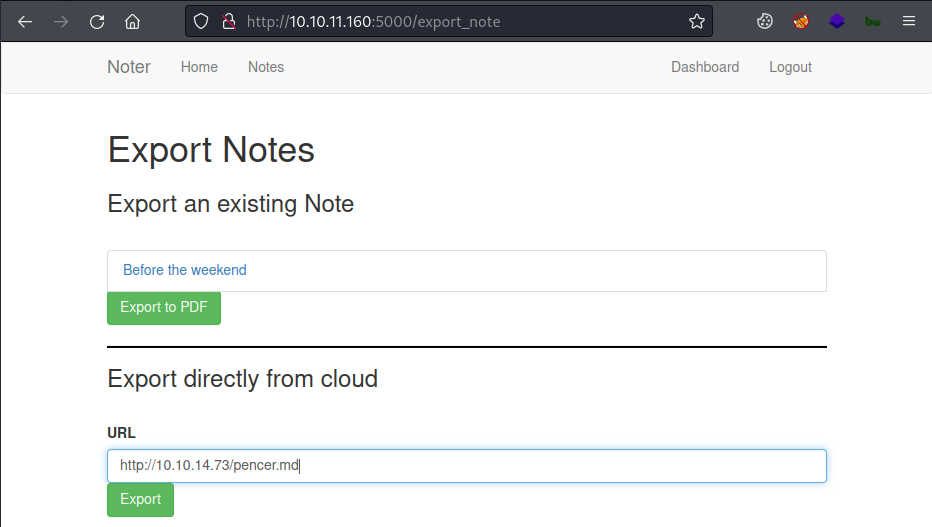 http://10.10.11.160:5000/export_note
bw
Noter Home Notes Dashboard Logout
Export Notes
Export an existing Note
Before the weekend
Export to PDF
Export directly from cloud
URL
http://10.10.14.73/pencer.md
Export